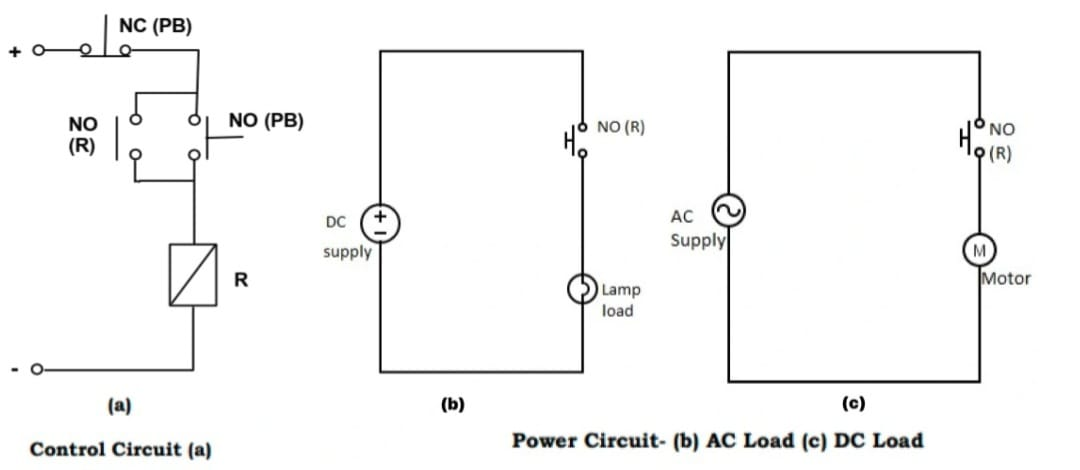 NC (PB)
+
NO
(R)
NO (PB)
R
-
(a)
Control Circuit (a)
DC
supply
+
-
NO (R)
Lamp
load
(b)
AC
Supply
NO
(R)
M
Motor
(c)
Power Circuit- (b) AC Load (c) DC Load